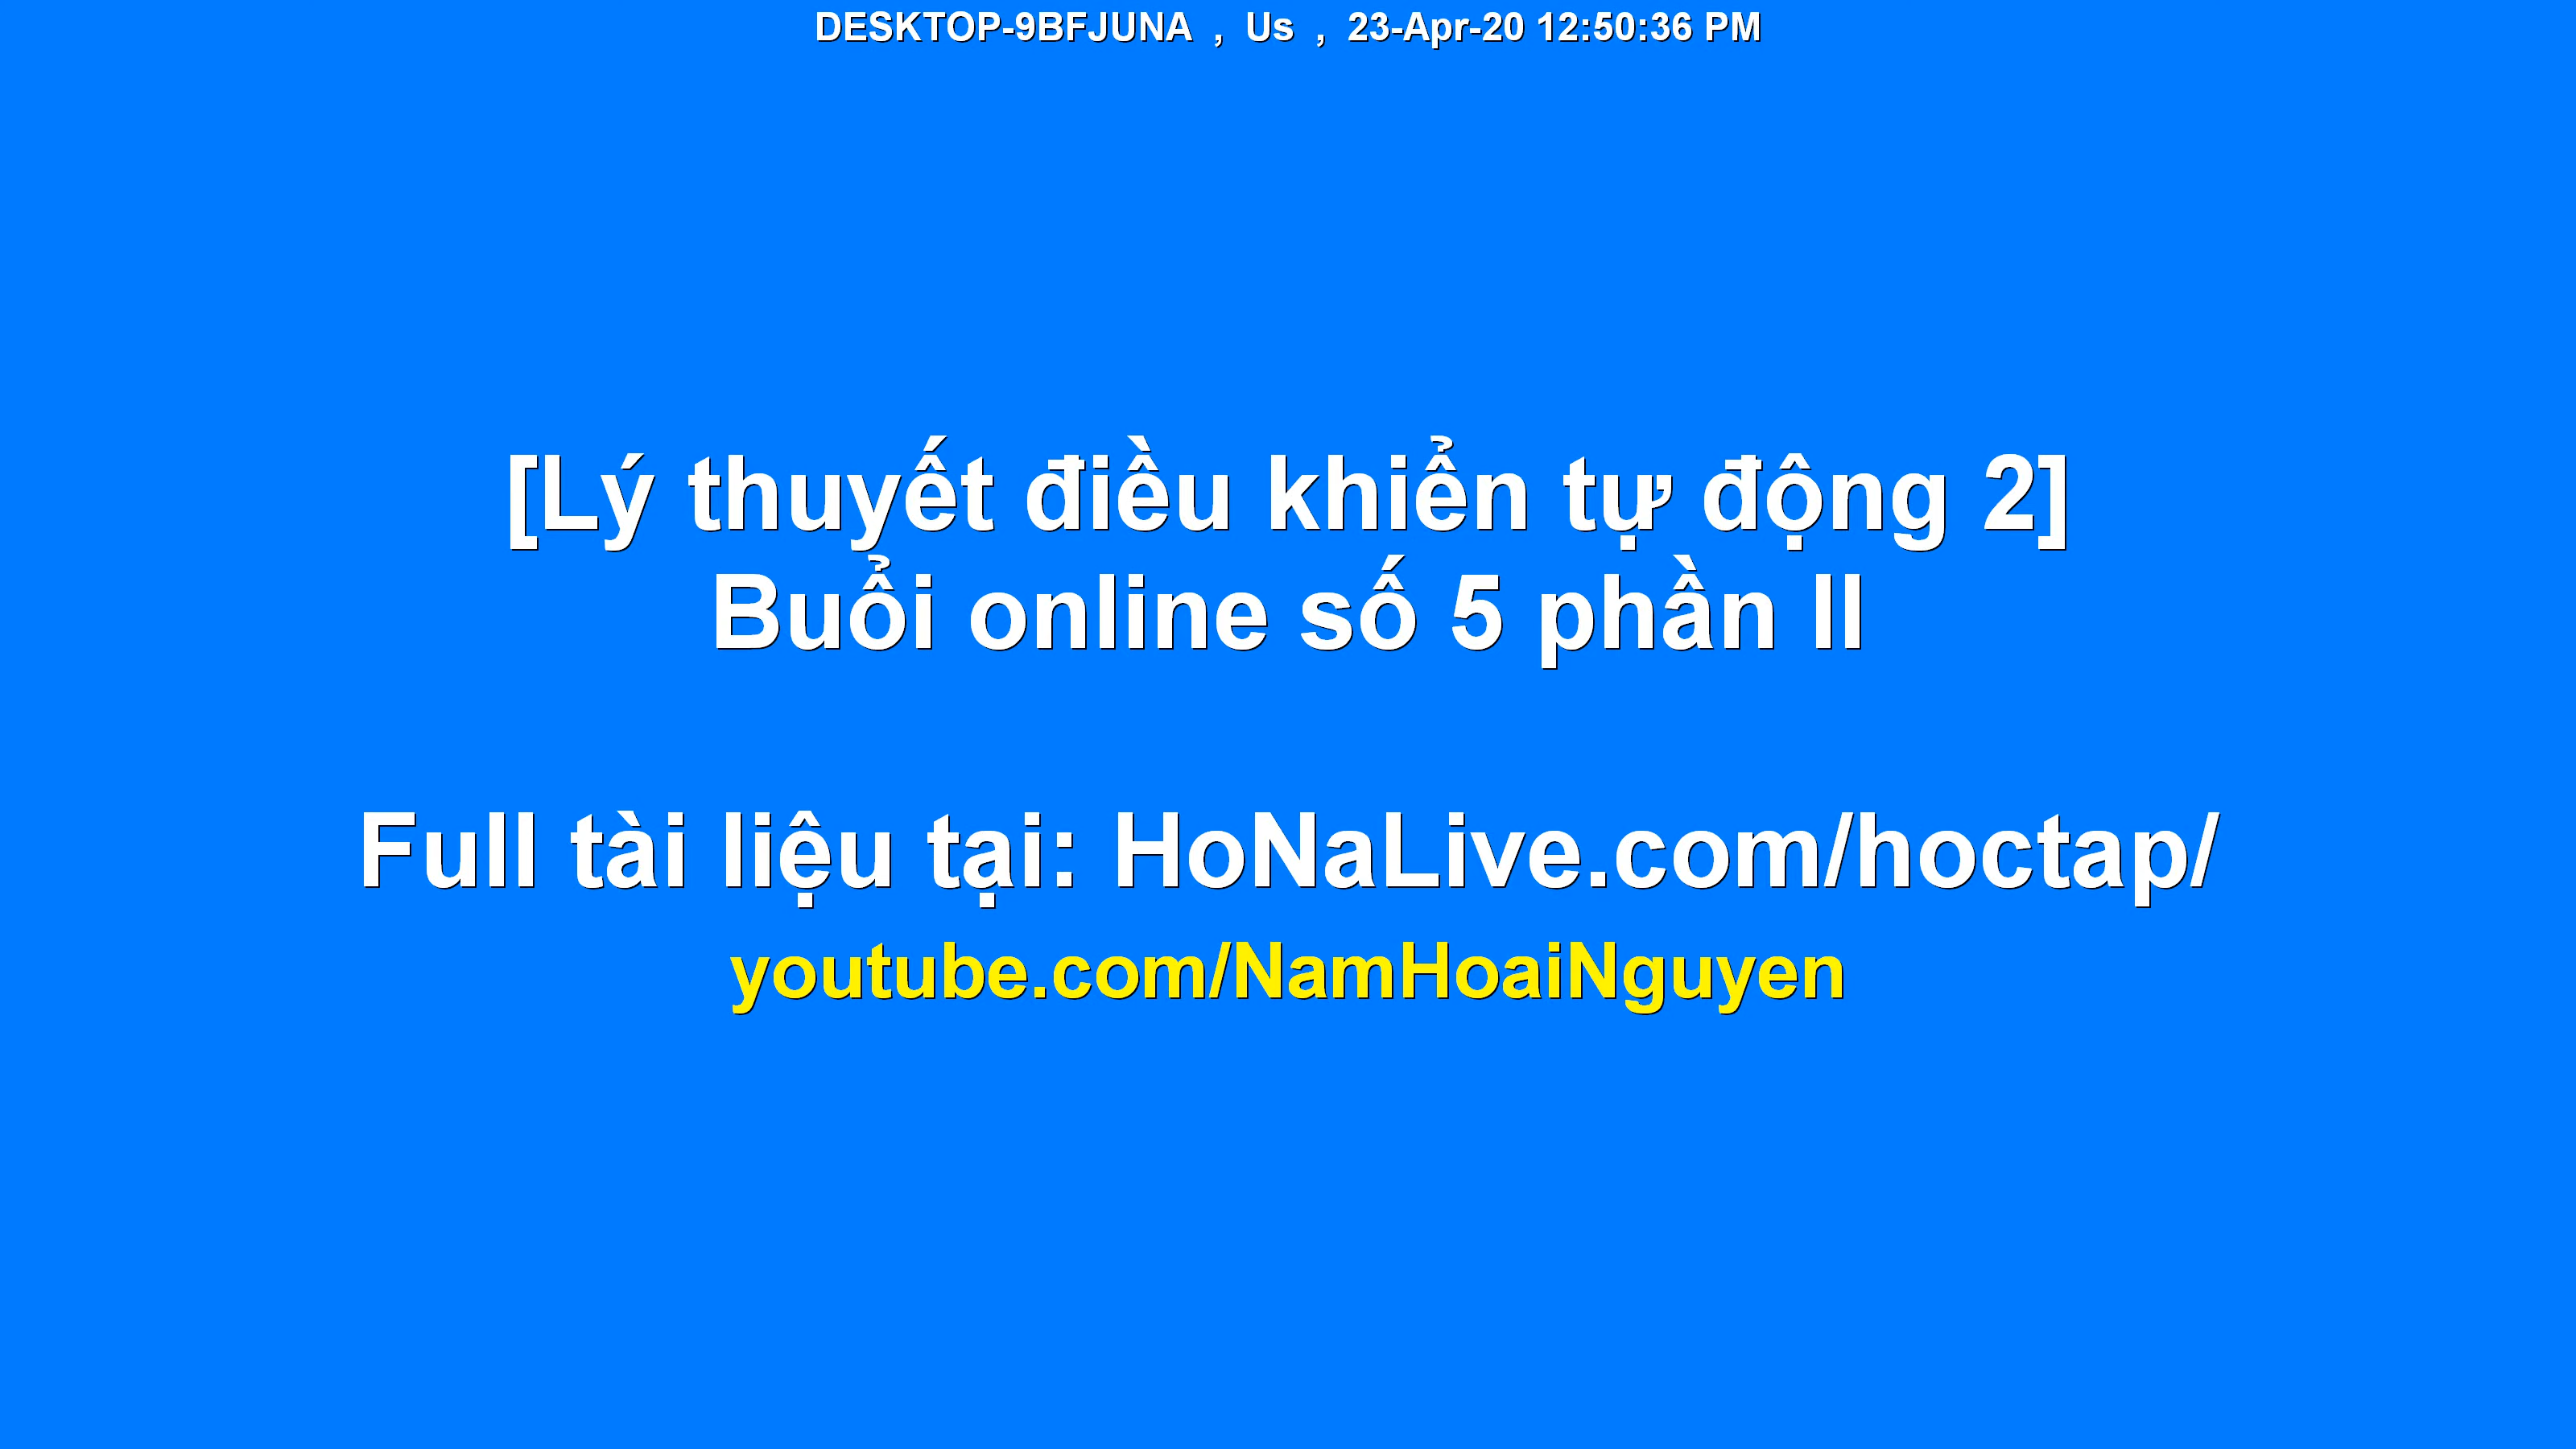 DESKTOP-9BFJUNA , Us , 23-Apr-20 12:50:36 PM
[Lý thuyết điều khiển tự động 2]
Buổi online số 5 phần II
Full tài liệu tại: HoNaLive.com/hoctap/
youtube.com/NamHoaiNguyen